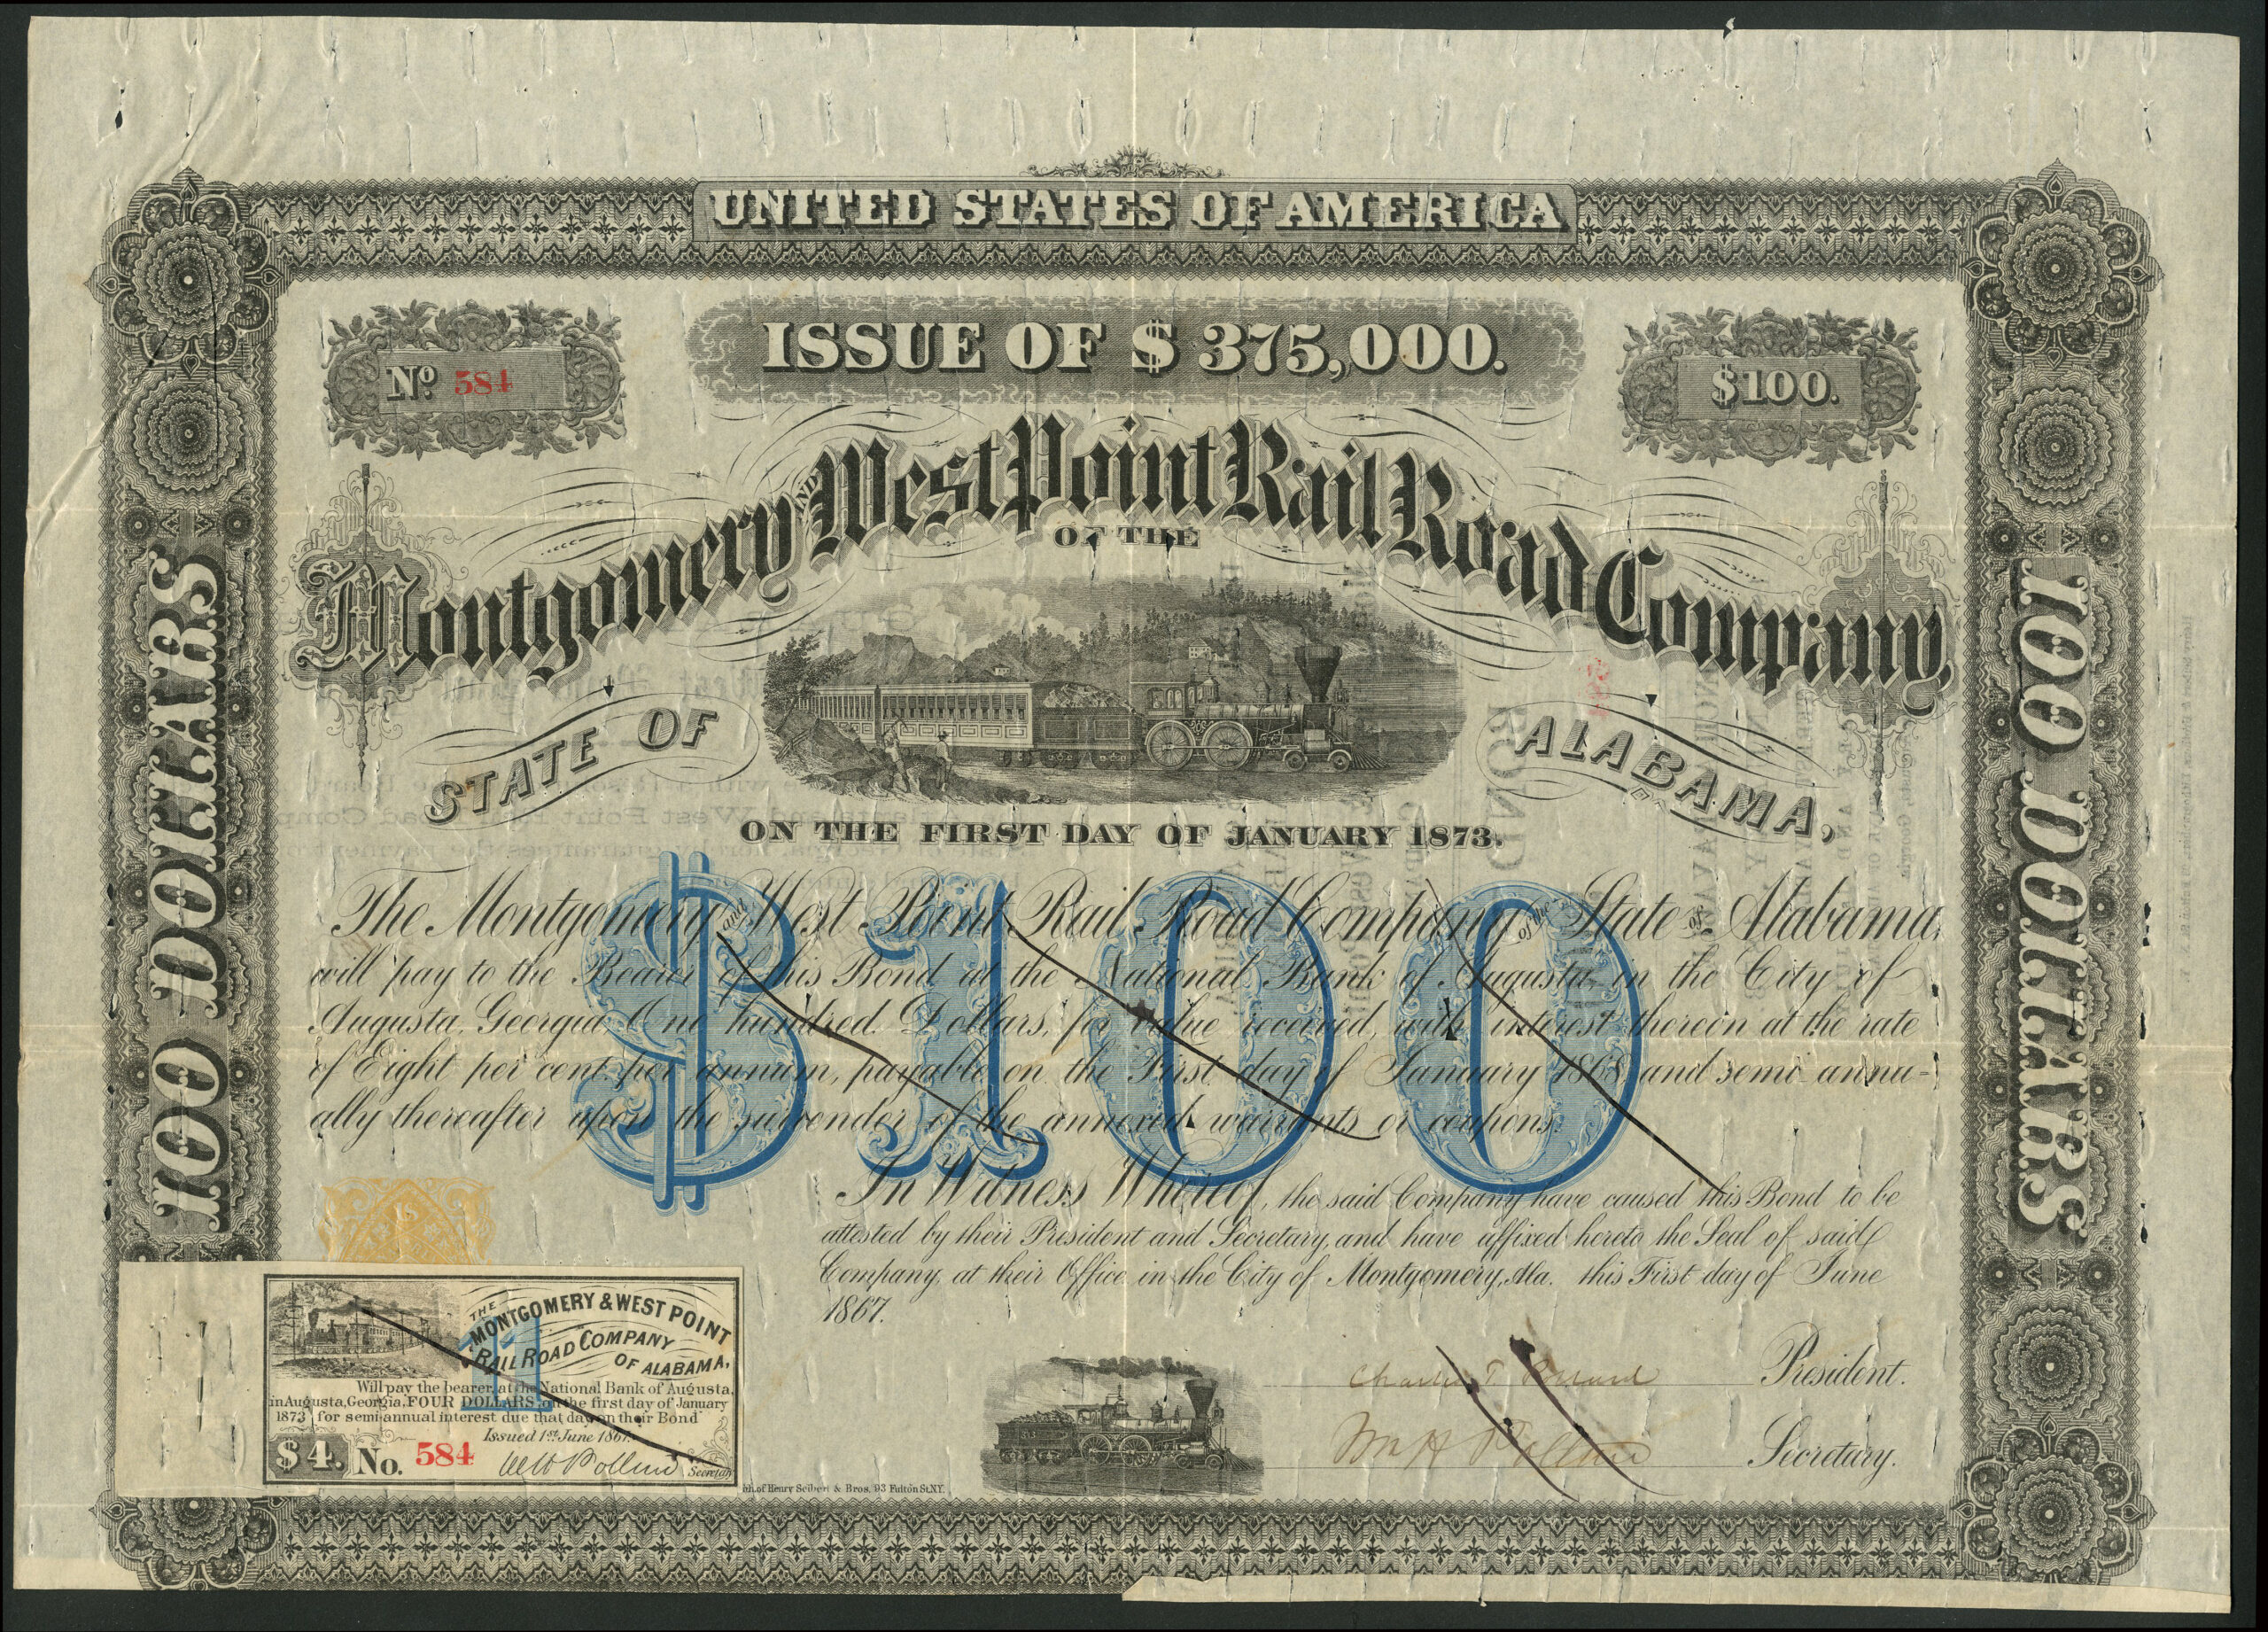 UNITED STATES OF AMERICA
ISSUE OF $ 375,000.
No. 584
$100.
Montgomery AND West Point Rail Road Company,
OF THE
STATE OF ALABAMA,
ON THE FIRST DAY OF JANUARY 1873.
100 DOLLARS
100 DOLLARS
$100
The Montgomery and West Point Rail Road Company of the State of Alabama,
will pay to the Bearer of this Bond at the National Bank of Augusta, in the City of
Augusta, Georgia One hundred Dollars, for value received, with interest thereon at the rate
of Eight per cent. per annum, payable on the First day of January 1868 and semi-annu-
ally thereafter upon the surrender of the annexed warrants or coupons.
In Witness Whereof, the said Company have caused this Bond to be
attested by their President and Secretary, and have affixed hereto the Seal of said
Company, at their Office in the City of Montgomery, Ala. this First day of June
1867.
President.
Wm H Pollard Secretary.
of Henry Seibert & Bros. 93 Fulton St. N.Y.
THE
MONTGOMERY & WEST POINT
RAIL ROAD COMPANY
OF ALABAMA,
11
Will pay the bearer, at the National Bank of Augusta,
in Augusta, Georgia, FOUR DOLLARS, on the first day of January
1873 for semi-annual interest due that day on their Bond
Issued 1st June 1867.
$4. No. 584
Secretary